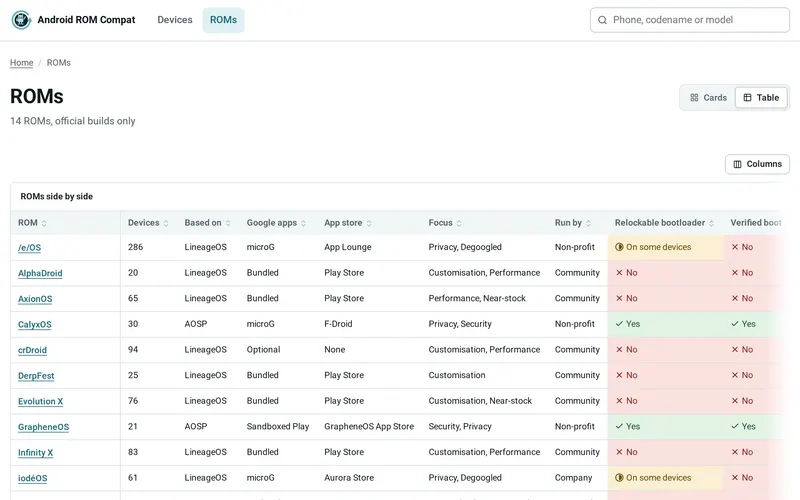 Android ROM Compat Devices ROMs Phone, codename or model
Home / ROMs
ROMs
Cards Table
14 ROMs, official builds only
Columns
ROMs side by side
ROM Devices Based on Google apps App store Focus Run by Relockable bootloader Verified boot
/e/OS 286 LineageOS microG App Lounge Privacy, Degoogled Non-profit On some devices No
AlphaDroid 20 LineageOS Bundled Play Store Customisation, Performance Community No No
AxionOS 65 LineageOS Bundled Play Store Performance, Near-stock Community No No
CalyxOS 30 AOSP microG F-Droid Privacy, Security Non-profit Yes Yes
crDroid 94 LineageOS Optional None Customisation, Performance Community No No
DerpFest 25 LineageOS Bundled Play Store Customisation Community No No
Evolution X 76 LineageOS Bundled Play Store Customisation, Near-stock Community No No
GrapheneOS 21 AOSP Sandboxed Play GrapheneOS App Store Security, Privacy Non-profit Yes Yes
Infinity X 83 LineageOS Bundled Play Store Customisation, Performance Community No No
iodéOS 61 LineageOS microG Aurora Store Privacy, Degoogled Company On some devices No